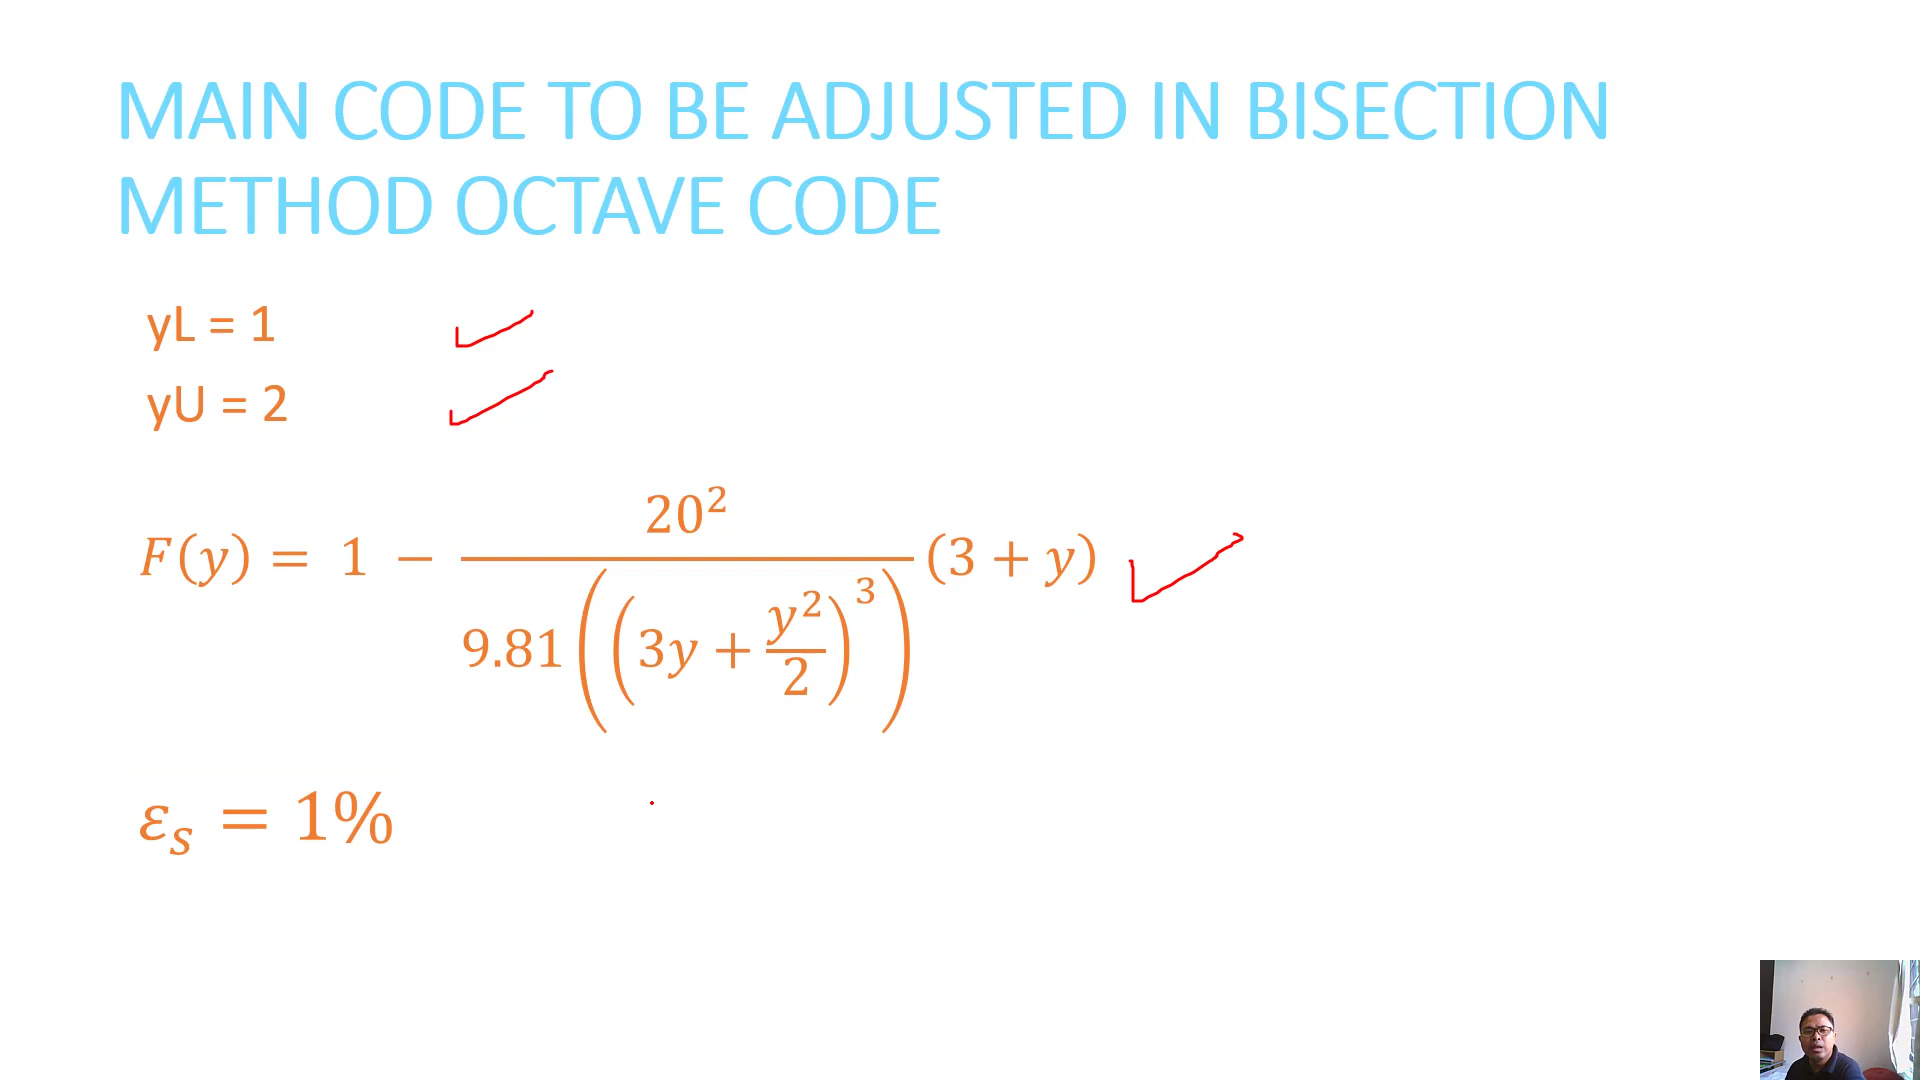 MAIN CODE TO BE ADJUSTED IN BISECTION
METHOD OCTAVE CODE
yL = 1
yU = 2
F(y) = 1 − 20² / 9.81((3y + y²/2)³) (3 + y)
εₛ = 1%